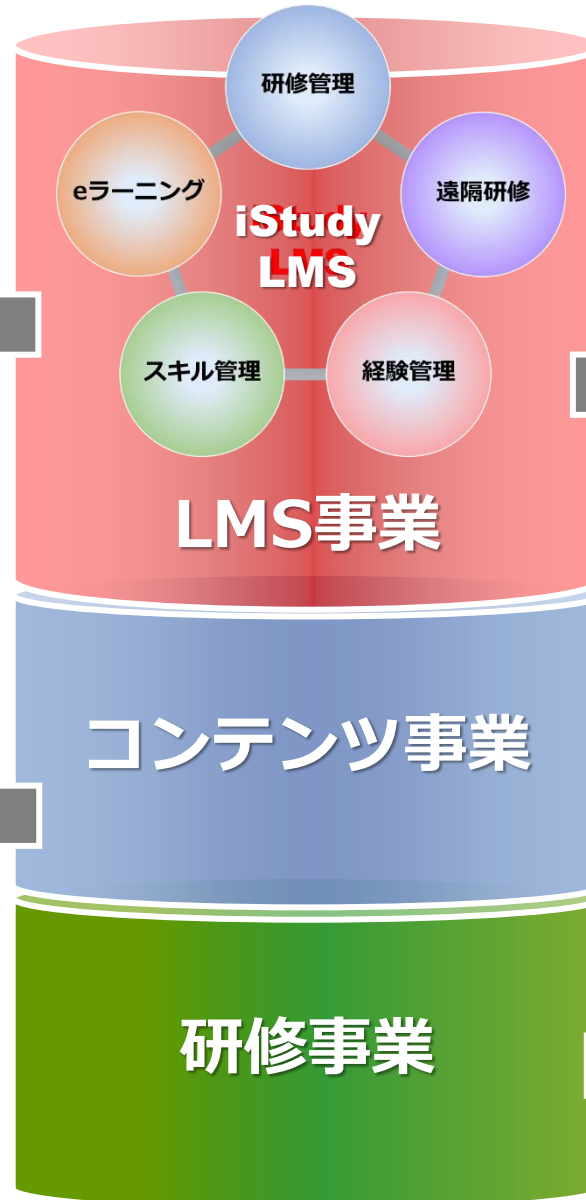 研修管理
eラーニング
遠隔研修
iStudy
LMS
スキル管理
経験管理
LMS事業
コンテンツ事業
研修事業